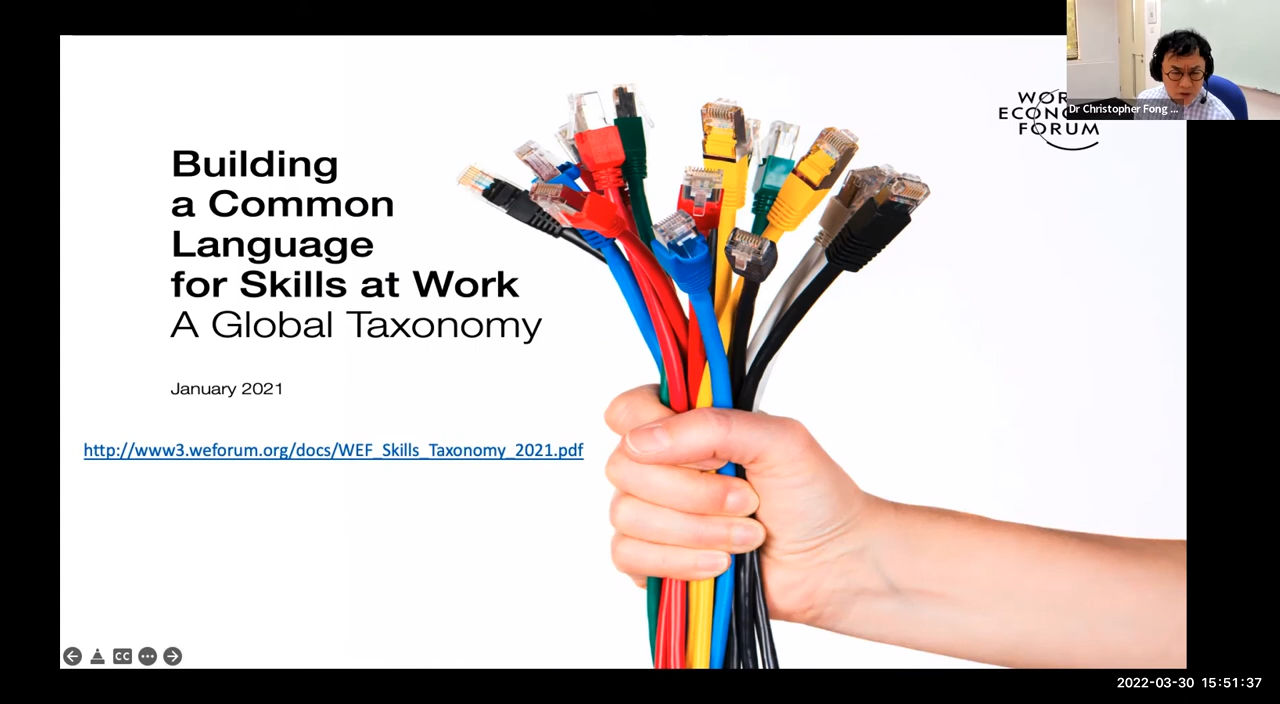 Building
a Common
Language
for Skills at Work
A Global Taxonomy
January 2021
http://www3.weforum.org/docs/WEF_Skills_Taxonomy_2021.pdf
FORUM
Dr Christopher Fong ...
CC
2022-03-30 15:51:37